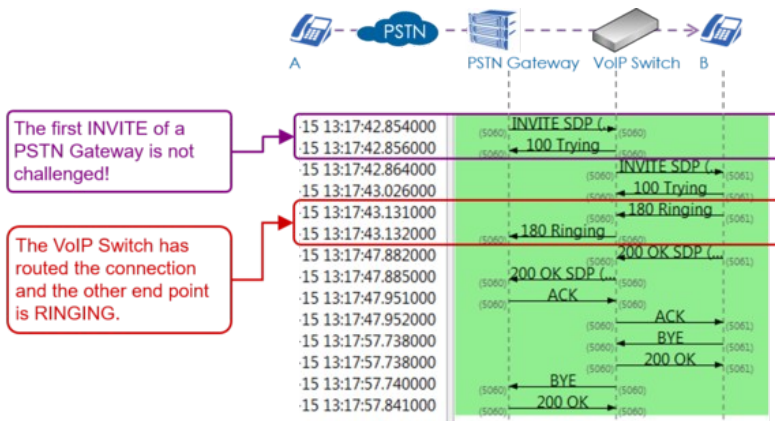 PSTN
A
PSTN Gateway
VoIP Switch
B
The first INVITE of a
PSTN Gateway is not
challenged!
The VoIP Switch has
routed the connection
and the other end point
is RINGING.
·15 13:17:42.854000 (5060) INVITE SDP (... (5060)
·15 13:17:42.856000 (5060) 100 Trying (5060)
·15 13:17:42.864000 (5060) INVITE SDP (... (5061)
·15 13:17:43.026000 (5060) 100 Trying (5061)
·15 13:17:43.131000 (5060) 180 Ringing (5061)
·15 13:17:43.132000 (5060) 180 Ringing (5060)
·15 13:17:47.882000 (5060) 200 OK SDP (... (5061)
·15 13:17:47.885000 (5060) 200 OK SDP (... (5060)
·15 13:17:47.951000 (5060) ACK (5060)
·15 13:17:47.952000 (5060) ACK (5061)
·15 13:17:57.738000 (5060) BYE (5061)
·15 13:17:57.738000 (5060) 200 OK (5061)
·15 13:17:57.740000 (5060) BYE (5060)
·15 13:17:57.841000 (5060) 200 OK (5060)